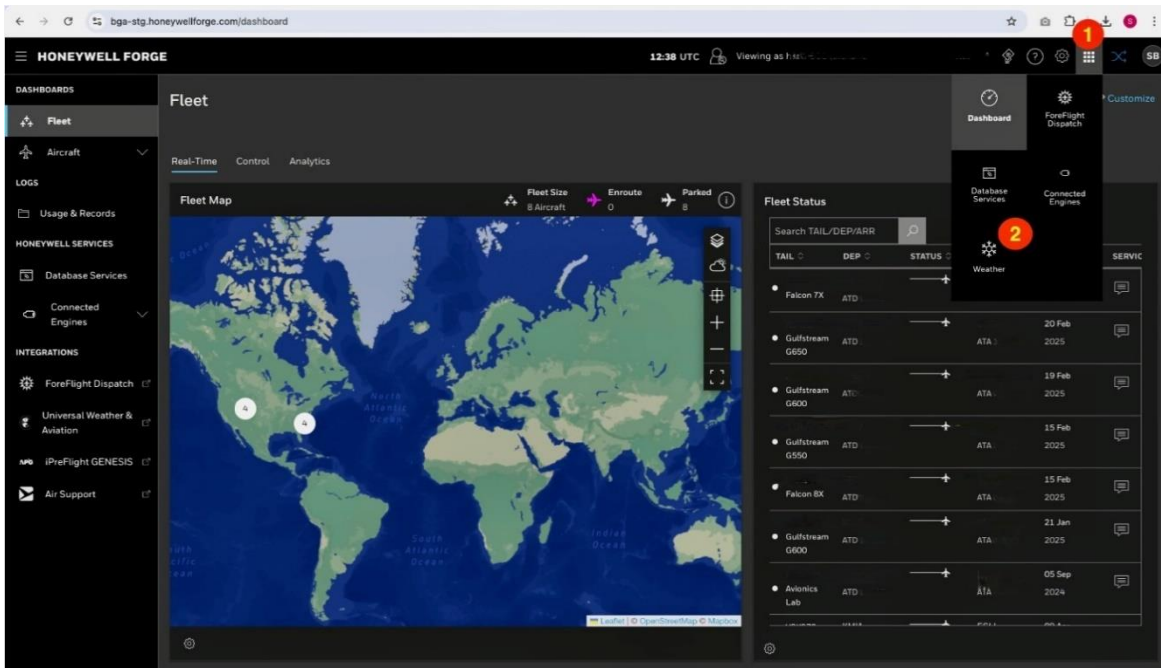 bga-stg.honeywellforge.com/dashboard
S
1
HONEYWELL FORGE
12:38 UTC
Viewing as
SB
DASHBOARDS
Fleet
Aircraft
LOGS
Usage & Records
HONEYWELL SERVICES
Database Services
Connected
Engines
INTEGRATIONS
ForeFlight Dispatch
Universal Weather &
Aviation
iPreFlight GENESIS
Air Support
Fleet
Customize
Real-Time Control Analytics
Dashboard
ForeFlight
Dispatch
Database
Services
Connected
Engines
2
Weather
Fleet Map
Fleet Size
8 Aircraft
Enroute
0
Parked
8
4
4
North
Atlantic
Ocean
South
Atlantic
Ocean
Indian
Ocean
Leaflet | © OpenStreetMap © Mapbox
Fleet Status
Search TAIL/DEP/ARR
TAIL DEP STATUS SERVIC
Falcon 7X ATD
Gulfstream
G650
ATD ATA
20 Feb
2025
Gulfstream
G600
ATD ATA
19 Feb
2025
Gulfstream
G550
ATD ATA
15 Feb
2025
Falcon 8X ATD ATA
15 Feb
2025
Gulfstream
G600
ATD ATA
21 Jan
2025
Avionics
Lab
ATD ATA
05 Sep
2024